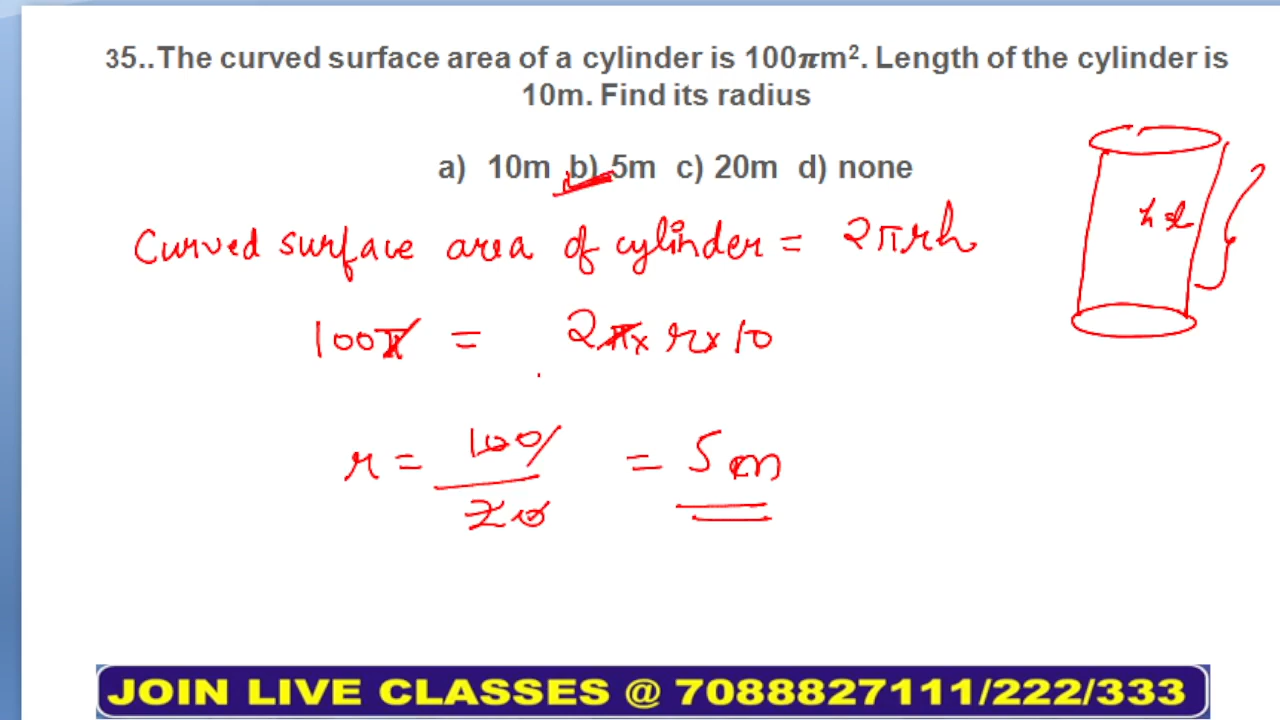 35..The curved surface area of a cylinder is 100πm². Length of the cylinder is
10m. Find its radius
a) 10m b) 5m c) 20m d) none
Curved surface area of cylinder = 2πrh
100π = 2π× r× 10
r = 100/20 = 5m
JOIN LIVE CLASSES @ 7088827111/222/333